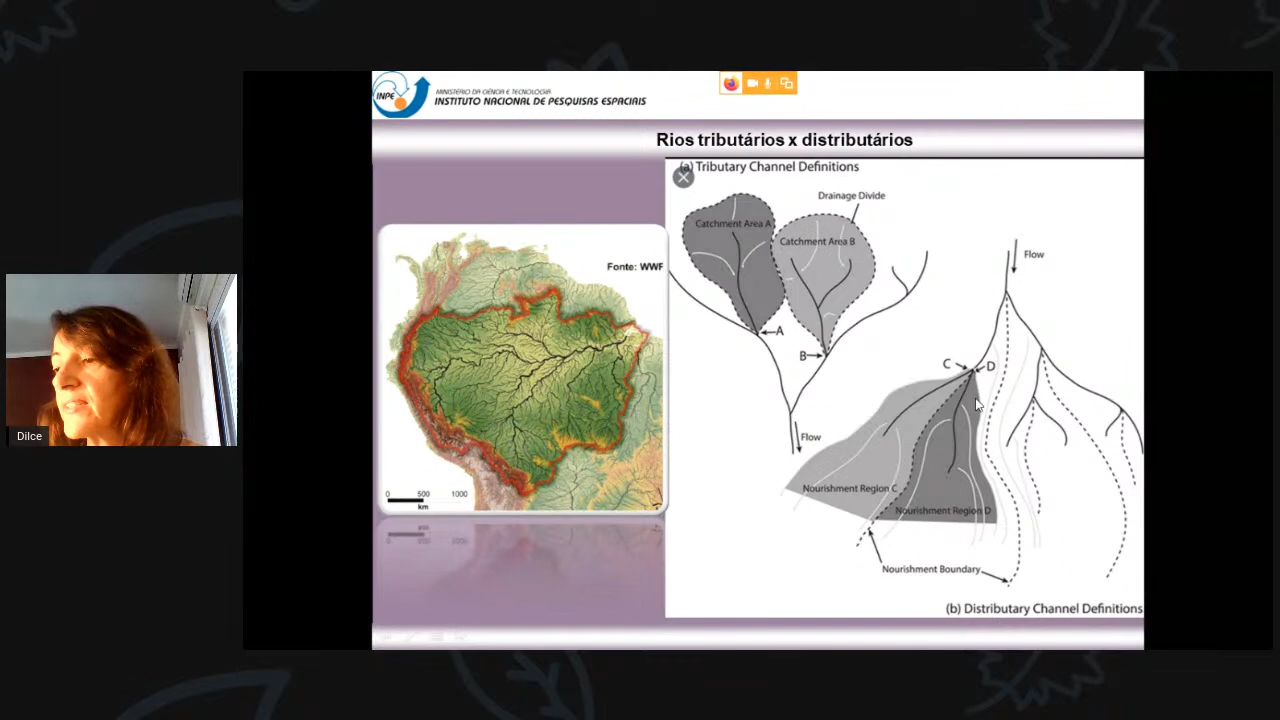 INPE
MINISTÉRIO DA CIÊNCIA E TECNOLOGIA
INSTITUTO NACIONAL DE PESQUISAS ESPACIAIS
Rios tributários x distributários
(a) Tributary Channel Definitions
Drainage Divide
Catchment Area A
Catchment Area B
Flow
Fonte: WWF
A
B
C
D
Flow
0 500 1000
km
Nourishment Region C
Nourishment Region D
Nourishment Boundary
(b) Distributary Channel Definitions
Dilce